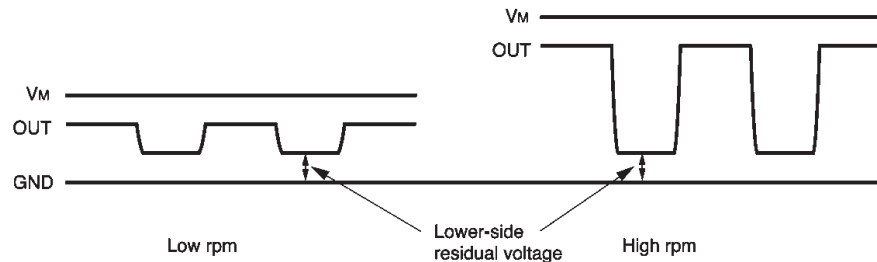 VM
OUT
VM
OUT
GND
Lower-side
residual voltage
Low rpm
High rpm